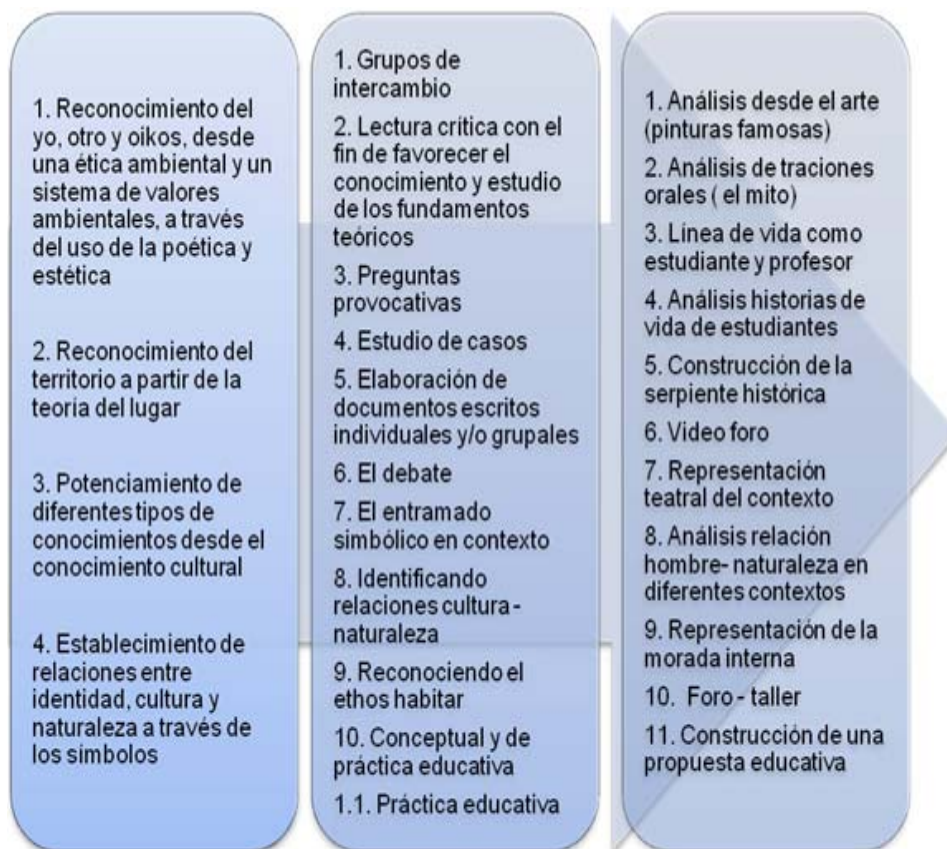 1. Reconocimiento del
yo, otro y oikos, desde
una ética ambiental y un
sistema de valores
ambientales, a través
del uso de la poética y
estética
2. Reconocimiento del
territorio a partir de la
teoría del lugar
3. Potenciamiento de
diferentes tipos de
conocimientos desde el
conocimiento cultural
4. Establecimiento de
relaciones entre
identidad, cultura y
naturaleza a través de
los símbolos
1. Grupos de
intercambio
2. Lectura crítica con el
fin de favorecer el
conocimiento y estudio
de los fundamentos
teóricos
3. Preguntas
provocativas
4. Estudio de casos
5. Elaboración de
documentos escritos
individuales y/o grupales
6. El debate
7. El entramado
simbólico en contexto
8. Identificando
relaciones cultura-
naturaleza
9. Reconociendo el
ethos habitar
10. Conceptual y de
práctica educativa
1.1. Práctica educativa
1. Análisis desde el arte
(pinturas famosas)
2. Análisis de traciones
orales ( el mito)
3. Línea de vida como
estudiante y profesor
4. Análisis historias de
vida de estudiantes
5. Construcción de la
serpiente histórica
6. Video foro
7. Representación
teatral del contexto
8. Análisis relación
hombre- naturaleza en
diferentes contextos
9. Representación de la
morada interna
10. Foro - taller
11. Construcción de una
propuesta educativa